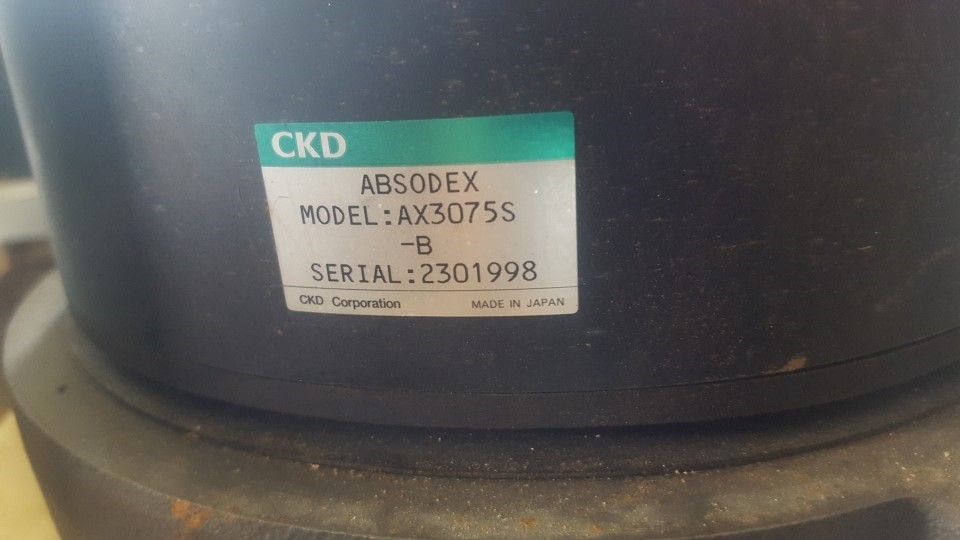 CKD
ABSODEX
MODEL:AX3075S
-B
SERIAL:2301998
CKD Corporation MADE IN JAPAN